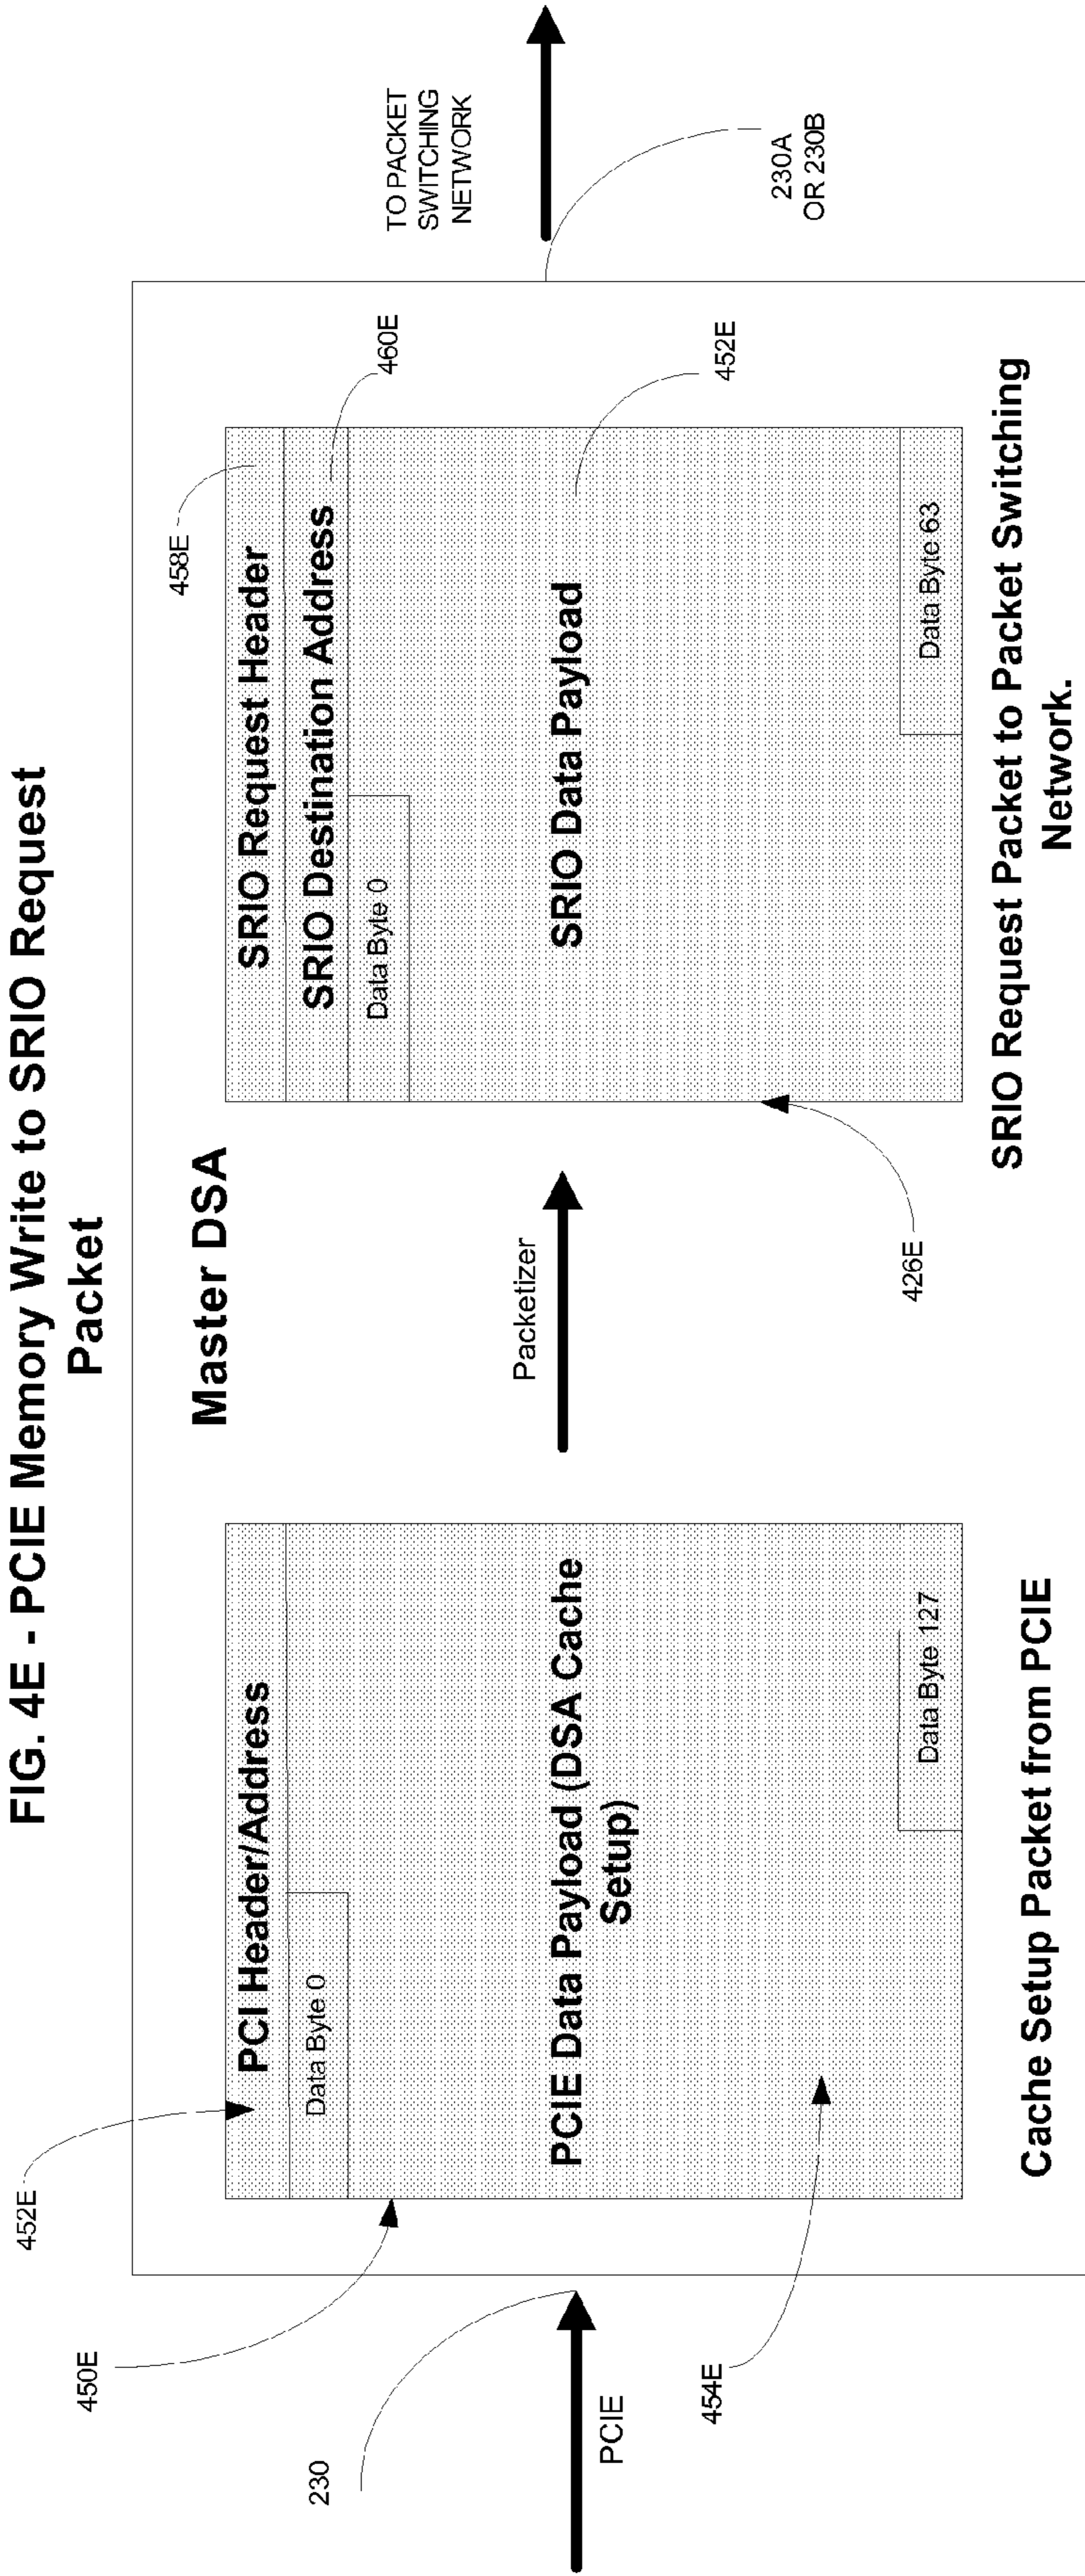 FIG. 4E - PCIE Memory Write to SRIO Request
Packet
Master DSA
452E
450E
230
PCIE
454E
PCI Header/Address
Data Byte 0
PCIE Data Payload (DSA Cache
Setup)
Data Byte 127
Cache Setup Packet from PCIE
Packetizer
426E
458E
SRIO Request Header
SRIO Destination Address
460E
Data Byte 0
SRIO Data Payload
452E
Data Byte 63
SRIO Request Packet to Packet Switching
Network.
TO PACKET
SWITCHING
NETWORK
230A
OR 230B